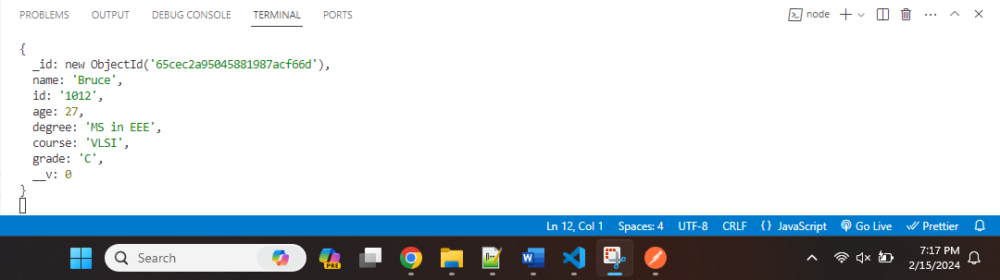 PROBLEMS OUTPUT DEBUG CONSOLE TERMINAL PORTS node
{
  _id: new ObjectId('65cec2a95045881987acf66d'),
  name: 'Bruce',
  id: '1012',
  age: 27,
  degree: 'MS in EEE',
  course: 'VLSI',
  grade: 'C',
  __v: 0
}
Ln 12, Col 1 Spaces: 4 UTF-8 CRLF {} JavaScript Go Live Prettier
Search PRE 7:17 PM
2/15/2024